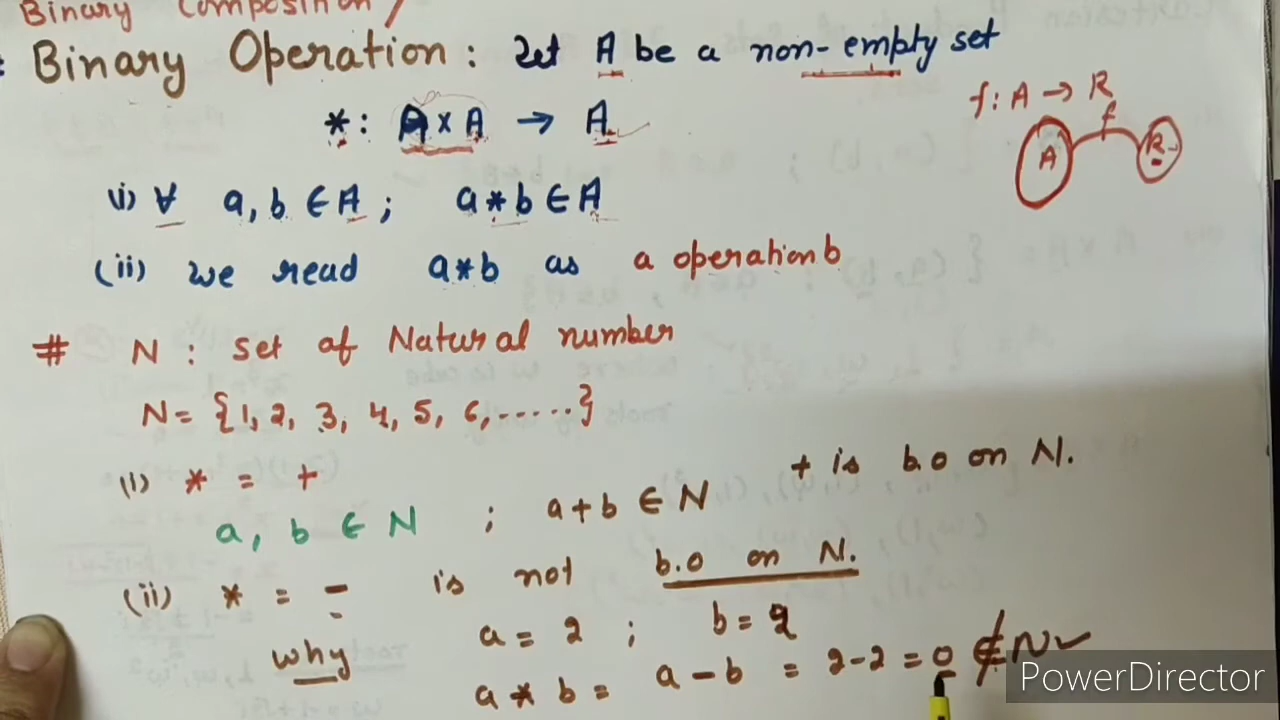 Binary Composition /
Binary Operation : Let A be a non-empty set
* : A × A → A
f : A → R
f
A
R
(i) ∀ a, b ∈ A ; a * b ∈ A
(ii) we read a*b as a operation b
# N : set of Natural number
N = {1, 2, 3, 4, 5, 6, .....}
(i) * = + + is b.o on N.
a, b ∈ N ; a + b ∈ N
(ii) * = - is not b.o on N.
why a = 2 ; b = 2
a * b = a - b = 2 - 2 = 0 ∉ N
PowerDirector